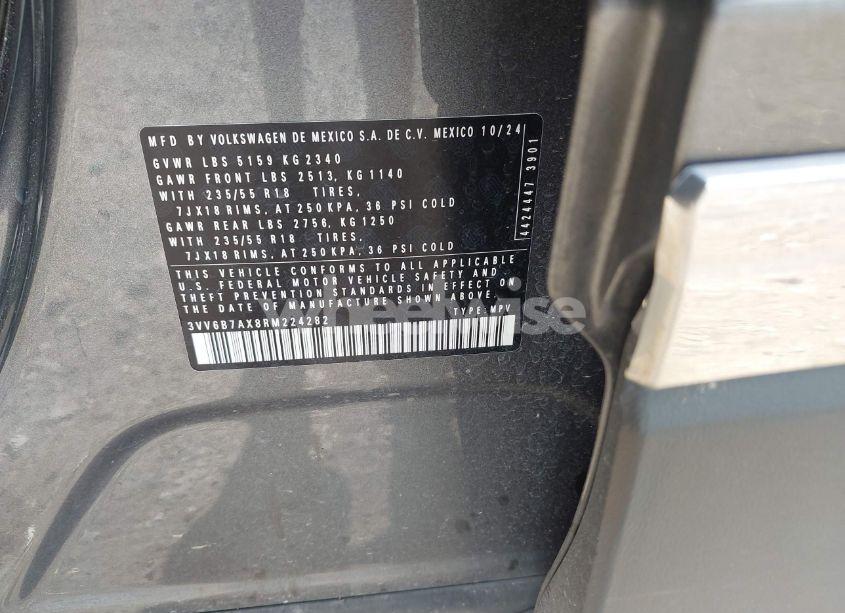 MFD BY VOLKSWAGEN DE MEXICO S.A. DE C.V. MEXICO 10/24
GVWR LBS 5159 KG 2340
GAWR FRONT LBS 2513, KG 1140
WITH 235/55 R18 TIRES,
7JX18 RIMS, AT 250 KPA, 36 PSI COLD
GAWR REAR LBS 2756, KG 1250
WITH 235/55 R18 TIRES,
7JX18 RIMS, AT 250 KPA, 36 PSI COLD
THIS VEHICLE CONFORMS TO ALL APPLICABLE
U.S. FEDERAL MOTOR VEHICLE SAFETY AND
THEFT PREVENTION STANDARDS IN EFFECT ON
THE DATE OF MANUFACTURE SHOWN ABOVE.
3VV6B7AX8RM224282 TYPE: MPV
4424447 3901
wheelwise